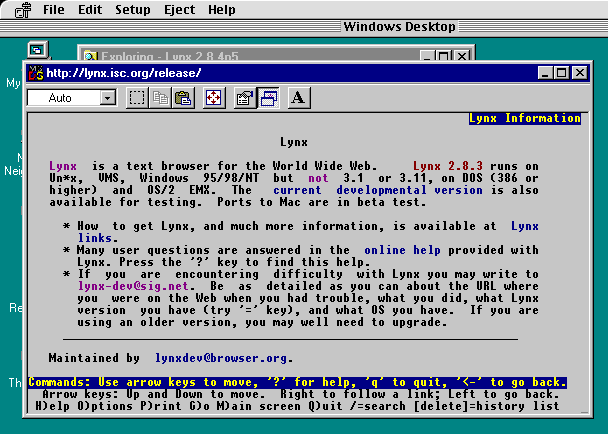 File Edit Setup Eject Help
Windows Desktop
Exploring - Lynx 2.8.4p5
My
N
Neig
Re
Th
http://lynx.isc.org/release/
Auto
A
Lynx Information
Lynx
Lynx is a text browser for the World Wide Web. Lynx 2.8.3 runs on
Un*x, VMS, Windows 95/98/NT but not 3.1 or 3.11, on DOS (386 or
higher) and OS/2 EMX. The current developmental version is also
available for testing. Ports to Mac are in beta test.
* How to get Lynx, and much more information, is available at Lynx
links.
* Many user questions are answered in the online help provided with
Lynx. Press the '?' key to find this help.
* If you are encountering difficulty with Lynx you may write to
lynx-dev@sig.net. Be as detailed as you can about the URL where
you were on the Web when you had trouble, what you did, what Lynx
version you have (try '=' key), and what OS you have. If you are
using an older version, you may well need to upgrade.
Maintained by lynxdev@browser.org.
Commands: Use arrow keys to move, '?' for help, 'q' to quit, '<-' to go back.
Arrow keys: Up and Down to move. Right to follow a link; Left to go back.
H)elp O)ptions P)rint G)o M)ain screen Q)uit /=search [delete]=history list